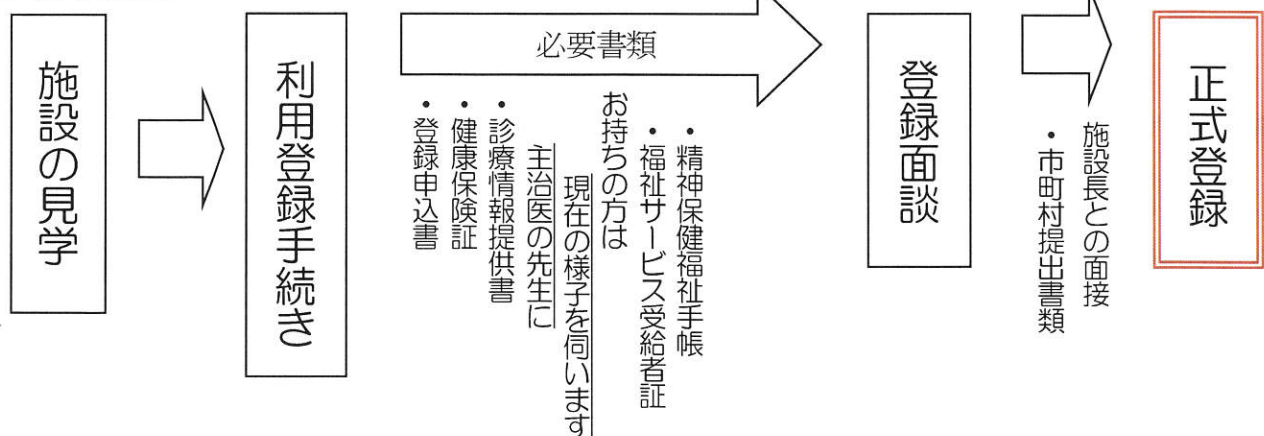 施設の見学
利用登録手続き
必要書類
・登録申込書
・健康保険証
・診療情報提供書
主治医の先生に
現在の様子を伺います
お持ちの方は
・福祉サービス受給者証
・精神保健福祉手帳
登録面談
・市町村提出書類
施設長との面接
正式登録